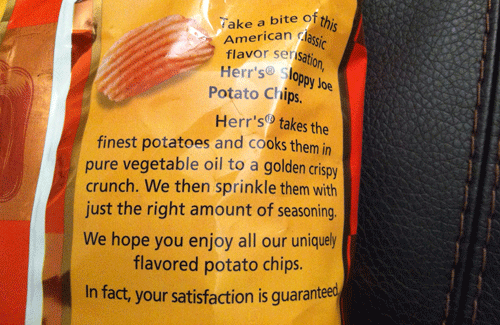 Take a bite of this
American classic
flavor sensation,
Herr's® Sloppy Joe
Potato Chips.
Herr's® takes the
finest potatoes and cooks them in
pure vegetable oil to a golden crispy
crunch. We then sprinkle them with
just the right amount of seasoning.
We hope you enjoy all our uniquely
flavored potato chips.
In fact, your satisfaction is guaranteed